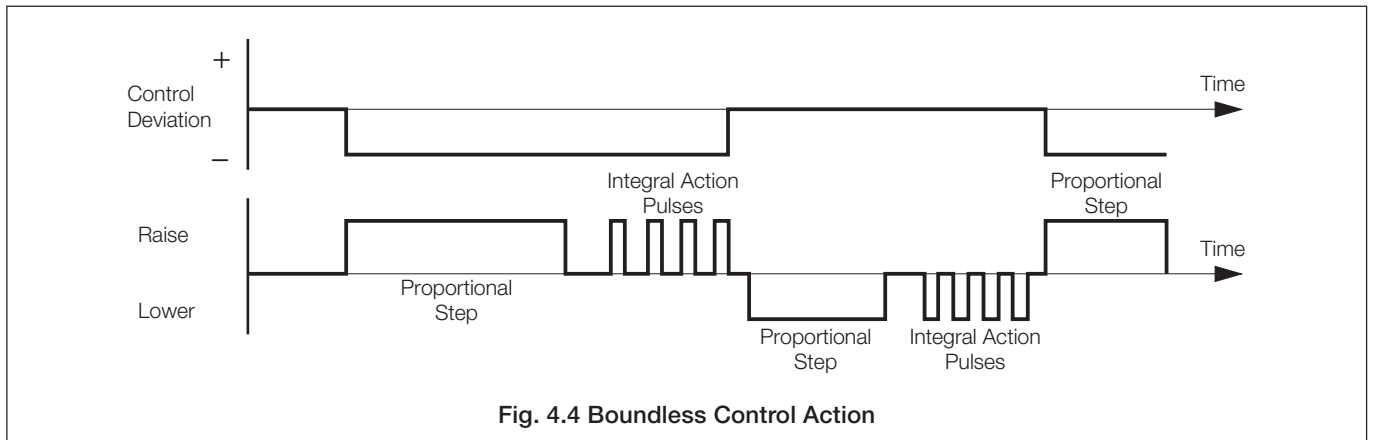 +
Control
Deviation
−
Time
Integral Action
Pulses
Proportional
Step
Raise
Lower
Time
Proportional
Step
Proportional
Step
Integral Action
Pulses
Fig. 4.4 Boundless Control Action